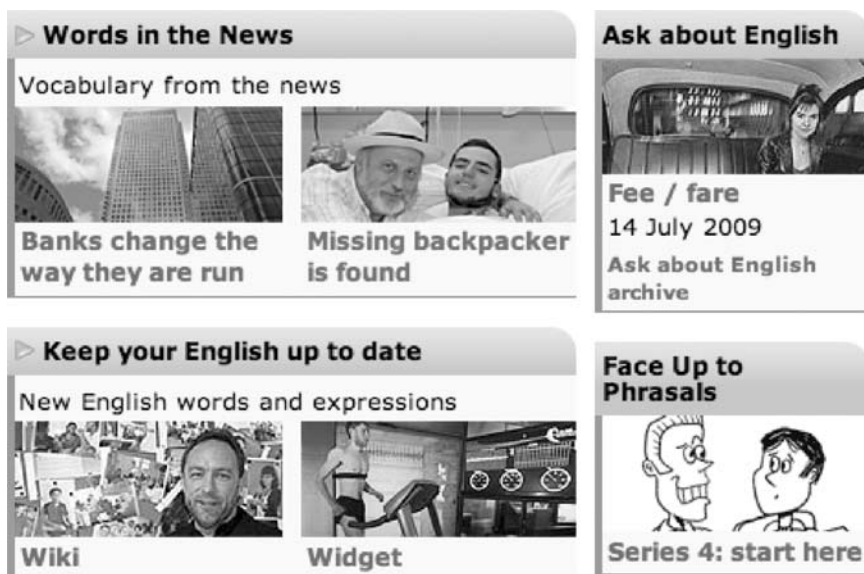 Words in the News
Vocabulary from the news
Banks change the
way they are run
Missing backpacker
is found
Ask about English
Fee / fare
14 July 2009
Ask about English
archive
Keep your English up to date
New English words and expressions
Wiki
Widget
Face Up to
Phrasals
Series 4: start here